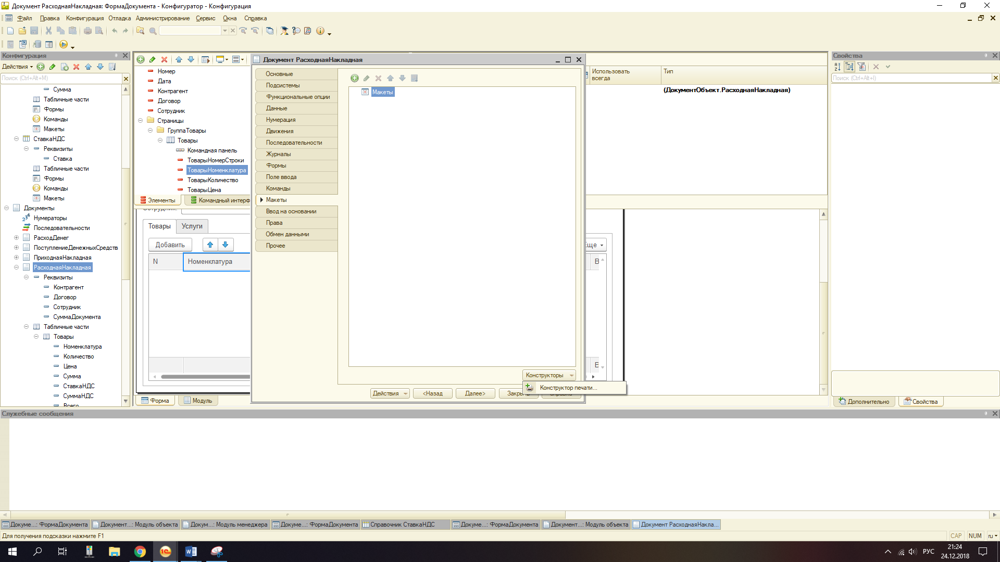 Документ РасходнаяНакладная: ФормаДокумента - Конфигуратор - Конфигурация
Файл Правка Конфигурация Отладка Администрирование Сервис Окна Справка
Конфигурация
Действия
Поиск (Ctrl+Alt+M)
Сумма
Табличные части
Формы
Команды
Макеты
СтавкаНДС
Реквизиты
Ставка
Табличные части
Формы
Команды
Макеты
Документы
Нумераторы
Последовательности
РасходДенег
ПоступлениеДенежныхСредств
ПриходнаяНакладная
РасходнаяНакладная
Реквизиты
Контрагент
Договор
Сотрудник
СуммаДокумента
Табличные части
Товары
Номенклатура
Количество
Цена
Сумма
СтавкаНДС
СуммаНДС
Всего
Номер
Дата
Контрагент
Договор
Сотрудник
Страницы
ГруппаТовары
Товары
Командная панель
ТоварыНомерСтроки
ТоварыНоменклатура
ТоварыКоличество
ТоварыЦена
Элементы Командный интерф
Сотрудник:
Товары Услуги
Добавить
N Номенклатура
Форма Модуль
Документ РасходнаяНакладная
Основные
Подсистемы
Функциональные опции
Данные
Нумерация
Движения
Последовательности
Журналы
Формы
Поле ввода
Команды
Макеты
Ввод на основании
Права
Обмен данными
Прочее
Макеты
Конструкторы
Конструктор печати...
Действия <Назад Далее> Закрыть Справка
Использовать
всегда
Тип
(ДокументОбъект.РасходнаяНакладная)
Еще
В
В
Свойства
Поиск (Ctrl+Alt+I)
Дополнительно Свойства
Служебные сообщения
Докуме...: ФормаДокумента Документ...: Модуль объекта Докум...: Модуль менеджера Докуме...: ФормаДокумента Справочник СтавкаНДС Докуме...: ФормаДокумента Документ...: Модуль объекта Документ РасходнаяНакла...
Для получения подсказки нажмите F1
CAP NUM ru
РУС
21:24
24.12.2018